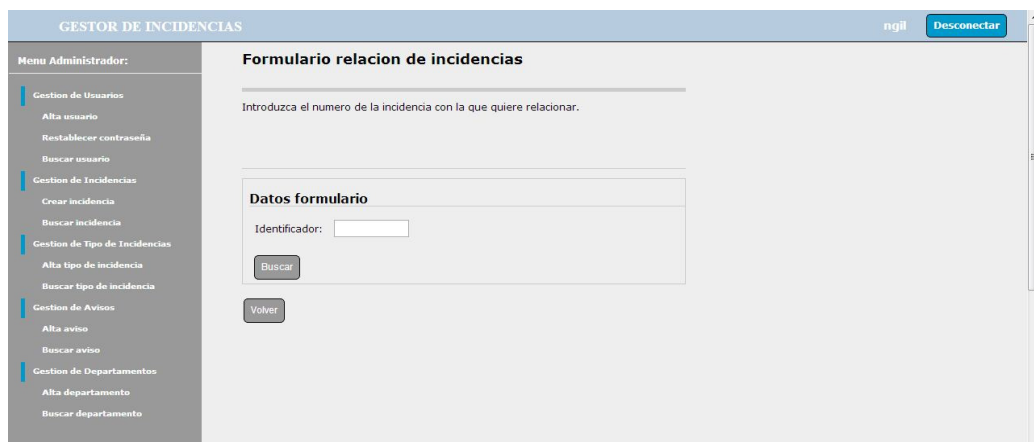 GESTOR DE INCIDENCIAS
ngil
Desconectar
Menu Administrador:
Gestion de Usuarios
Alta usuario
Restablecer contraseña
Buscar usuario
Gestion de Incidencias
Crear incidencia
Buscar incidencia
Gestion de Tipo de Incidencias
Alta tipo de incidencia
Buscar tipo de incidencia
Gestion de Avisos
Alta aviso
Buscar aviso
Gestion de Departamentos
Alta departamento
Buscar departamento
Formulario relacion de incidencias
Introduzca el numero de la incidencia con la que quiere relacionar.
Datos formulario
Identificador:
Buscar
Volver